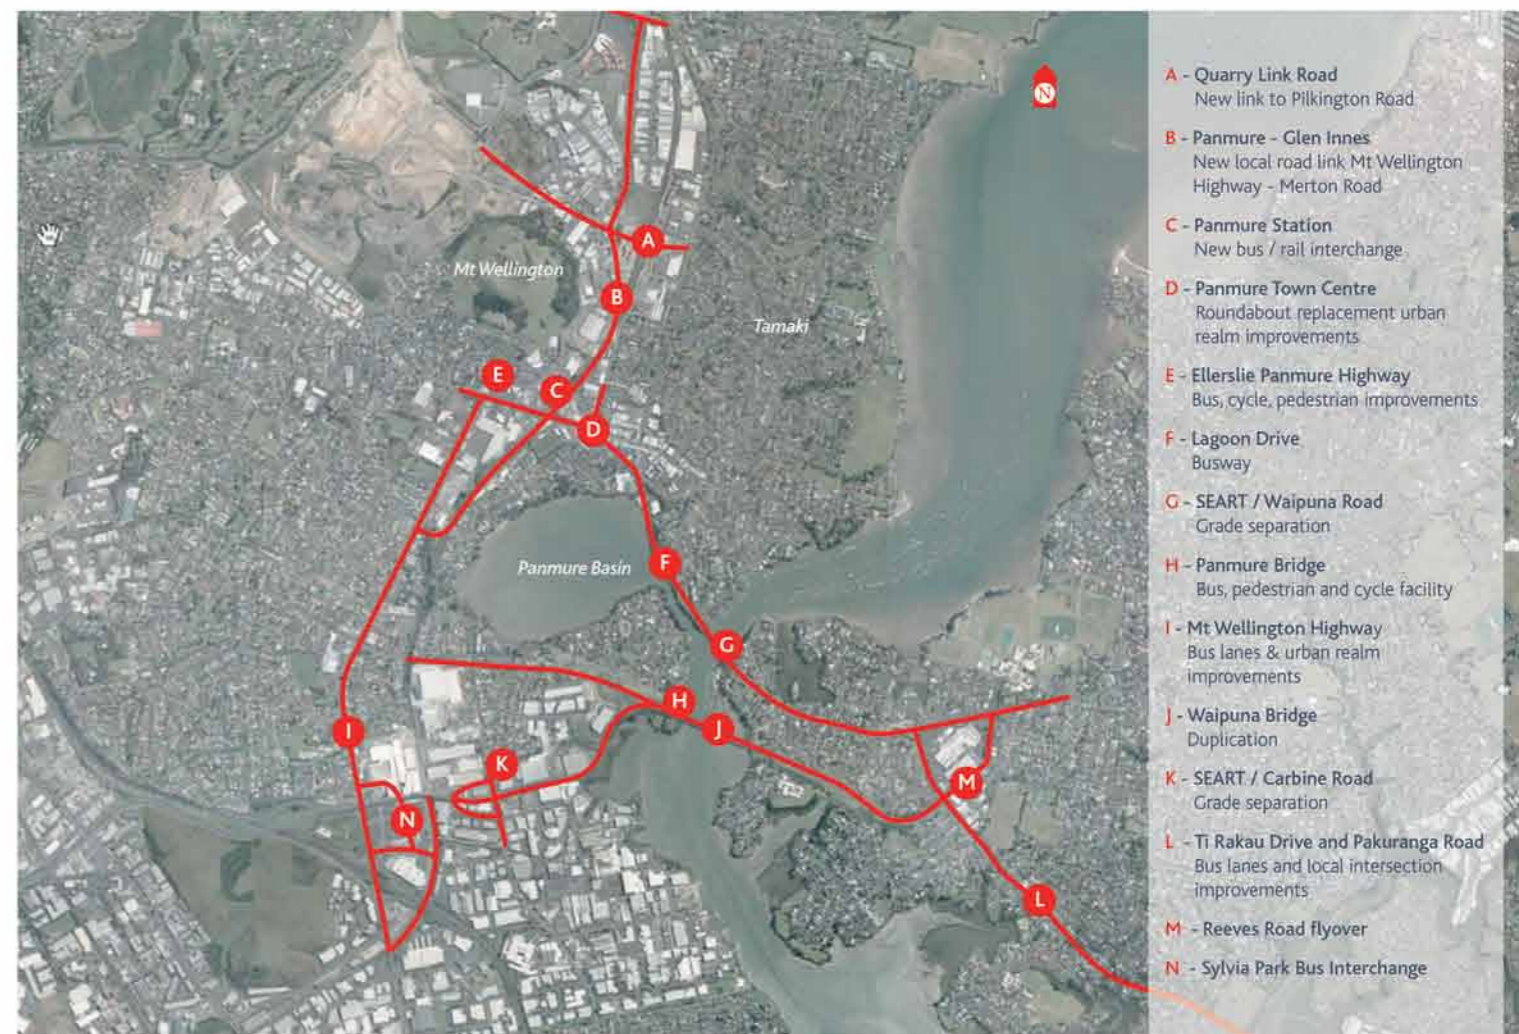 N
A - Quarry Link Road
New link to Pilkington Road
B - Panmure - Glen Innes
New local road link Mt Wellington
Highway - Merton Road
C - Panmure Station
New bus / rail interchange
D - Panmure Town Centre
Roundabout replacement urban
realm improvements
E - Ellerslie Panmure Highway
Bus, cycle, pedestrian improvements
F - Lagoon Drive
Busway
G - SEART / Waipuna Road
Grade separation
H - Panmure Bridge
Bus, pedestrian and cycle facility
I - Mt Wellington Highway
Bus lanes & urban realm
improvements
J - Waipuna Bridge
Duplication
K - SEART / Carbine Road
Grade separation
L - Ti Rakau Drive and Pakuranga Road
Bus lanes and local intersection
improvements
M - Reeves Road flyover
N - Sylvia Park Bus Interchange
A
Mt Wellington
B
Tamaki
E
C
D
F
Panmure Basin
G
H
J
I
K
M
N
L